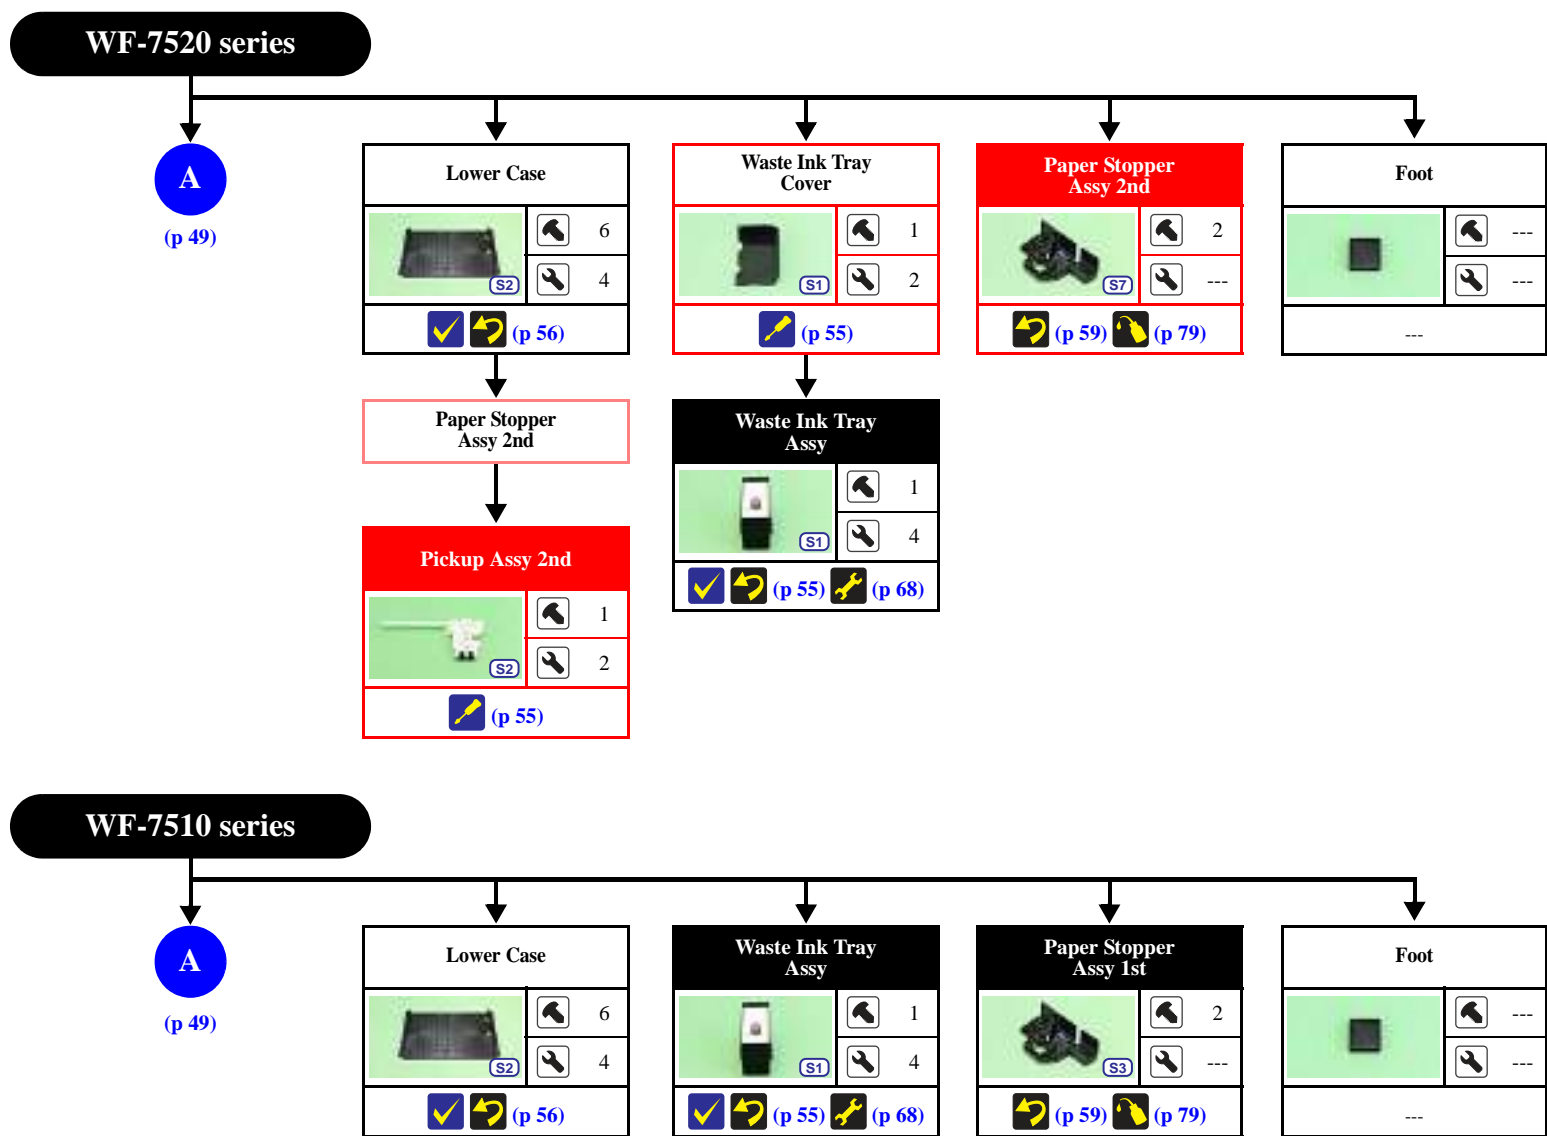 WF-7520 series
A
(p 49)
Lower Case
S2
6
4
(p 56)
Waste Ink Tray
Cover
S1
1
2
(p 55)
Paper Stopper
Assy 2nd
S7
2
---
(p 59) (p 79)
Foot
---
---
---
Paper Stopper
Assy 2nd
Waste Ink Tray
Assy
S1
1
4
(p 55) (p 68)
Pickup Assy 2nd
S2
1
2
(p 55)
WF-7510 series
A
(p 49)
Lower Case
S2
6
4
(p 56)
Waste Ink Tray
Assy
S1
1
4
(p 55) (p 68)
Paper Stopper
Assy 1st
S3
2
---
(p 59) (p 79)
Foot
---
---
---